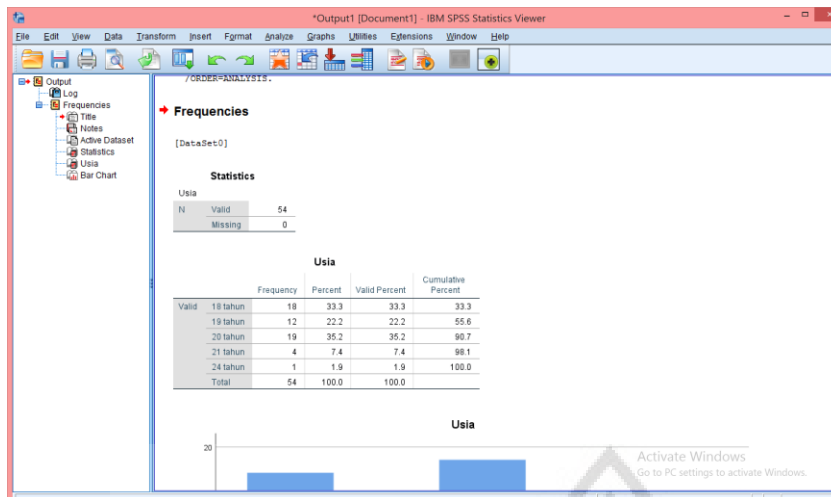 *Output1 [Document1] - IBM SPSS Statistics Viewer
File Edit View Data Transform Insert Format Analyze Graphs Utilities Extensions Window Help
Output
Log
Frequencies
Title
Notes
Active Dataset
Statistics
Usia
Bar Chart
/ORDER=ANALYSIS.
Frequencies
[DataSet0]
Statistics
Usia
N Valid 54
Missing 0
Usia
Frequency Percent Valid Percent Cumulative Percent
Valid 18 tahun 18 33.3 33.3 33.3
19 tahun 12 22.2 22.2 55.6
20 tahun 19 35.2 35.2 90.7
21 tahun 4 7.4 7.4 98.1
24 tahun 1 1.9 1.9 100.0
Total 54 100.0 100.0
Usia
20
Activate Windows
Go to PC settings to activate Windows.